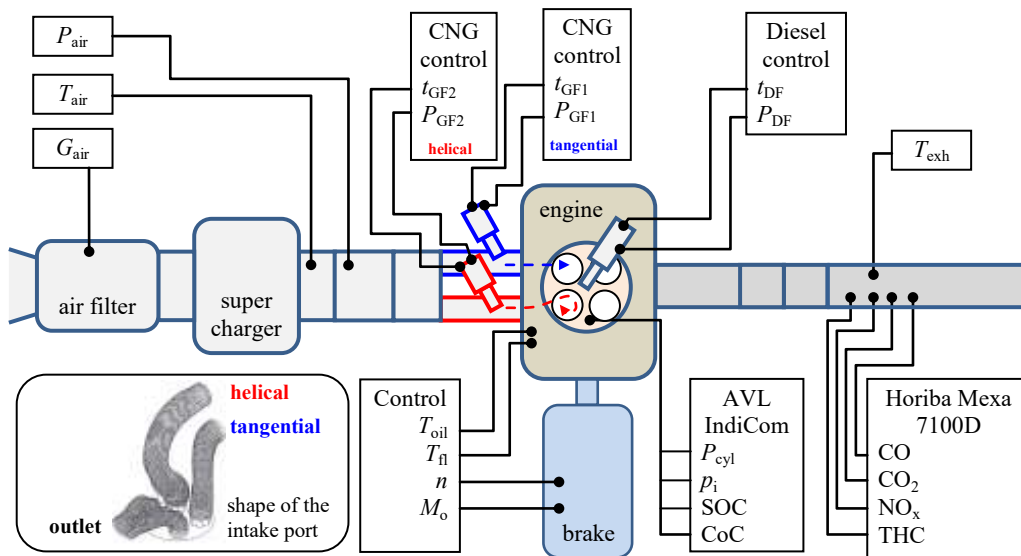 P_air
T_air
G_air
CNG
control
t_GF2
P_GF2
helical
CNG
control
t_GF1
P_GF1
tangential
Diesel
control
t_DF
P_DF
T_exh
engine
air filter
super
charger
helical
tangential
outlet
shape of the
intake port
Control
T_oil
T_fl
n
M_o
brake
AVL
IndiCom
P_cyl
p_i
SOC
CoC
Horiba Mexa
7100D
CO
CO₂
NOₓ
THC